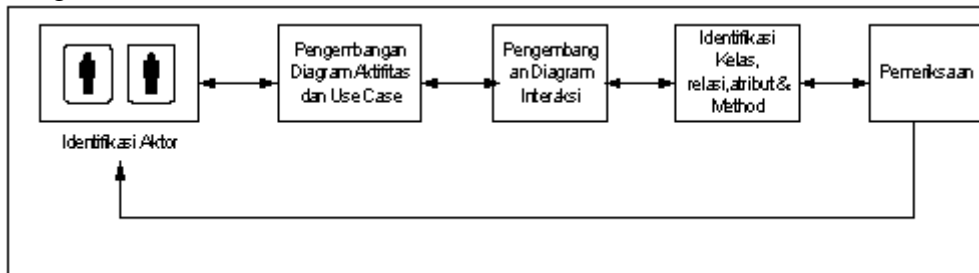 Pengembangan
Diagram Aktifitas
dan Use Case
Pengembang
an Diagram
Interaksi
Identifikasi
Kelas,
relasi,atribut&
Method
Pemeriksaan
Identifikasi Aktor